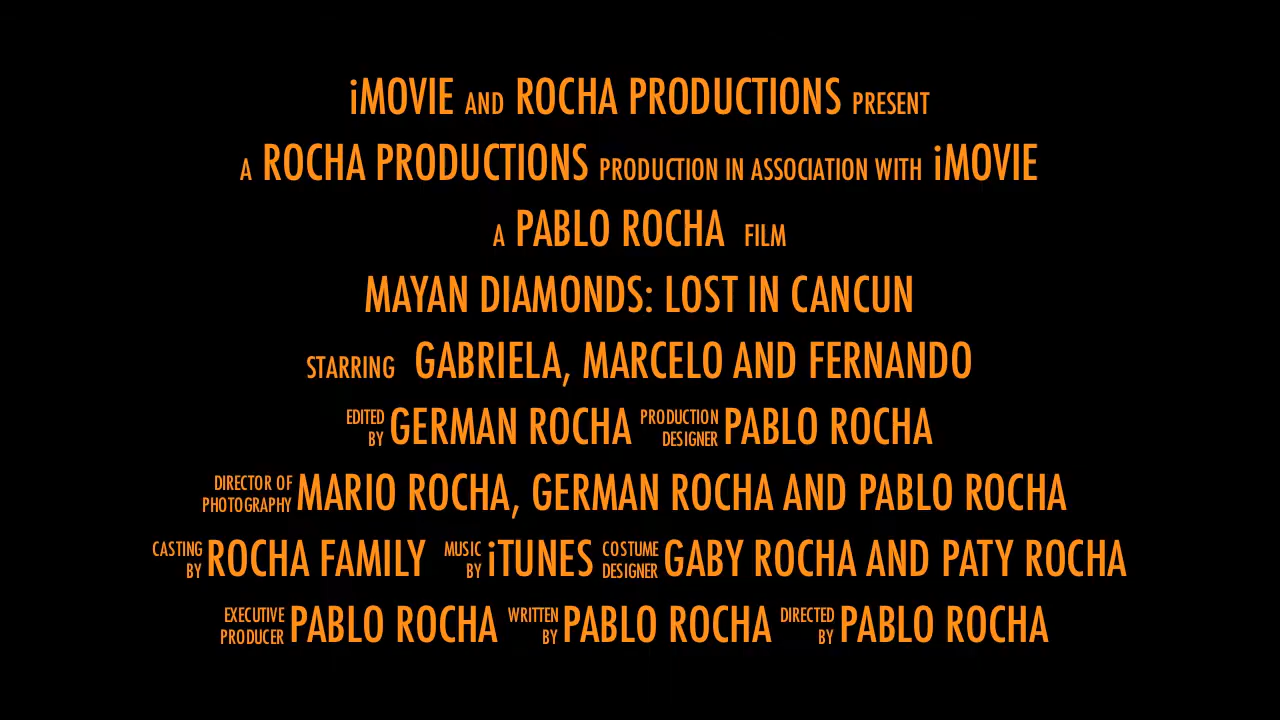 iMOVIE AND ROCHA PRODUCTIONS PRESENT
A ROCHA PRODUCTIONS PRODUCTION IN ASSOCIATION WITH iMOVIE
A PABLO ROCHA FILM
MAYAN DIAMONDS: LOST IN CANCUN
STARRING GABRIELA, MARCELO AND FERNANDO
EDITED BY GERMAN ROCHA PRODUCTION DESIGNER PABLO ROCHA
DIRECTOR OF PHOTOGRAPHY MARIO ROCHA, GERMAN ROCHA AND PABLO ROCHA
CASTING BY ROCHA FAMILY MUSIC BY iTUNES COSTUME DESIGNER GABY ROCHA AND PATY ROCHA
EXECUTIVE PRODUCER PABLO ROCHA WRITTEN BY PABLO ROCHA DIRECTED BY PABLO ROCHA